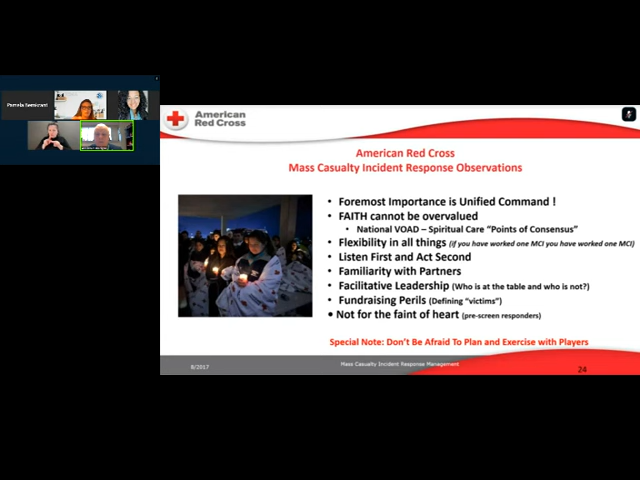 Pamela
American
Red Cross
American Red Cross
Mass Casualty Incident Response Observations
• Foremost Importance is Unified Command !
• FAITH cannot be overvalued
• National VOAD – Spiritual Care “Points of Consensus”
• Flexibility in all things (if you have worked one MCI you have worked one MCI)
• Listen First and Act Second
• Familiarity with Partners
• Facilitative Leadership (Who is at the table and who is not?)
• Fundraising Perils (Defining “victims”)
• Not for the faint of heart (pre-screen responders)
Special Note: Don’t Be Afraid To Plan and Exercise with Players
8/2017
Mass Casualty Incident Response Management
24